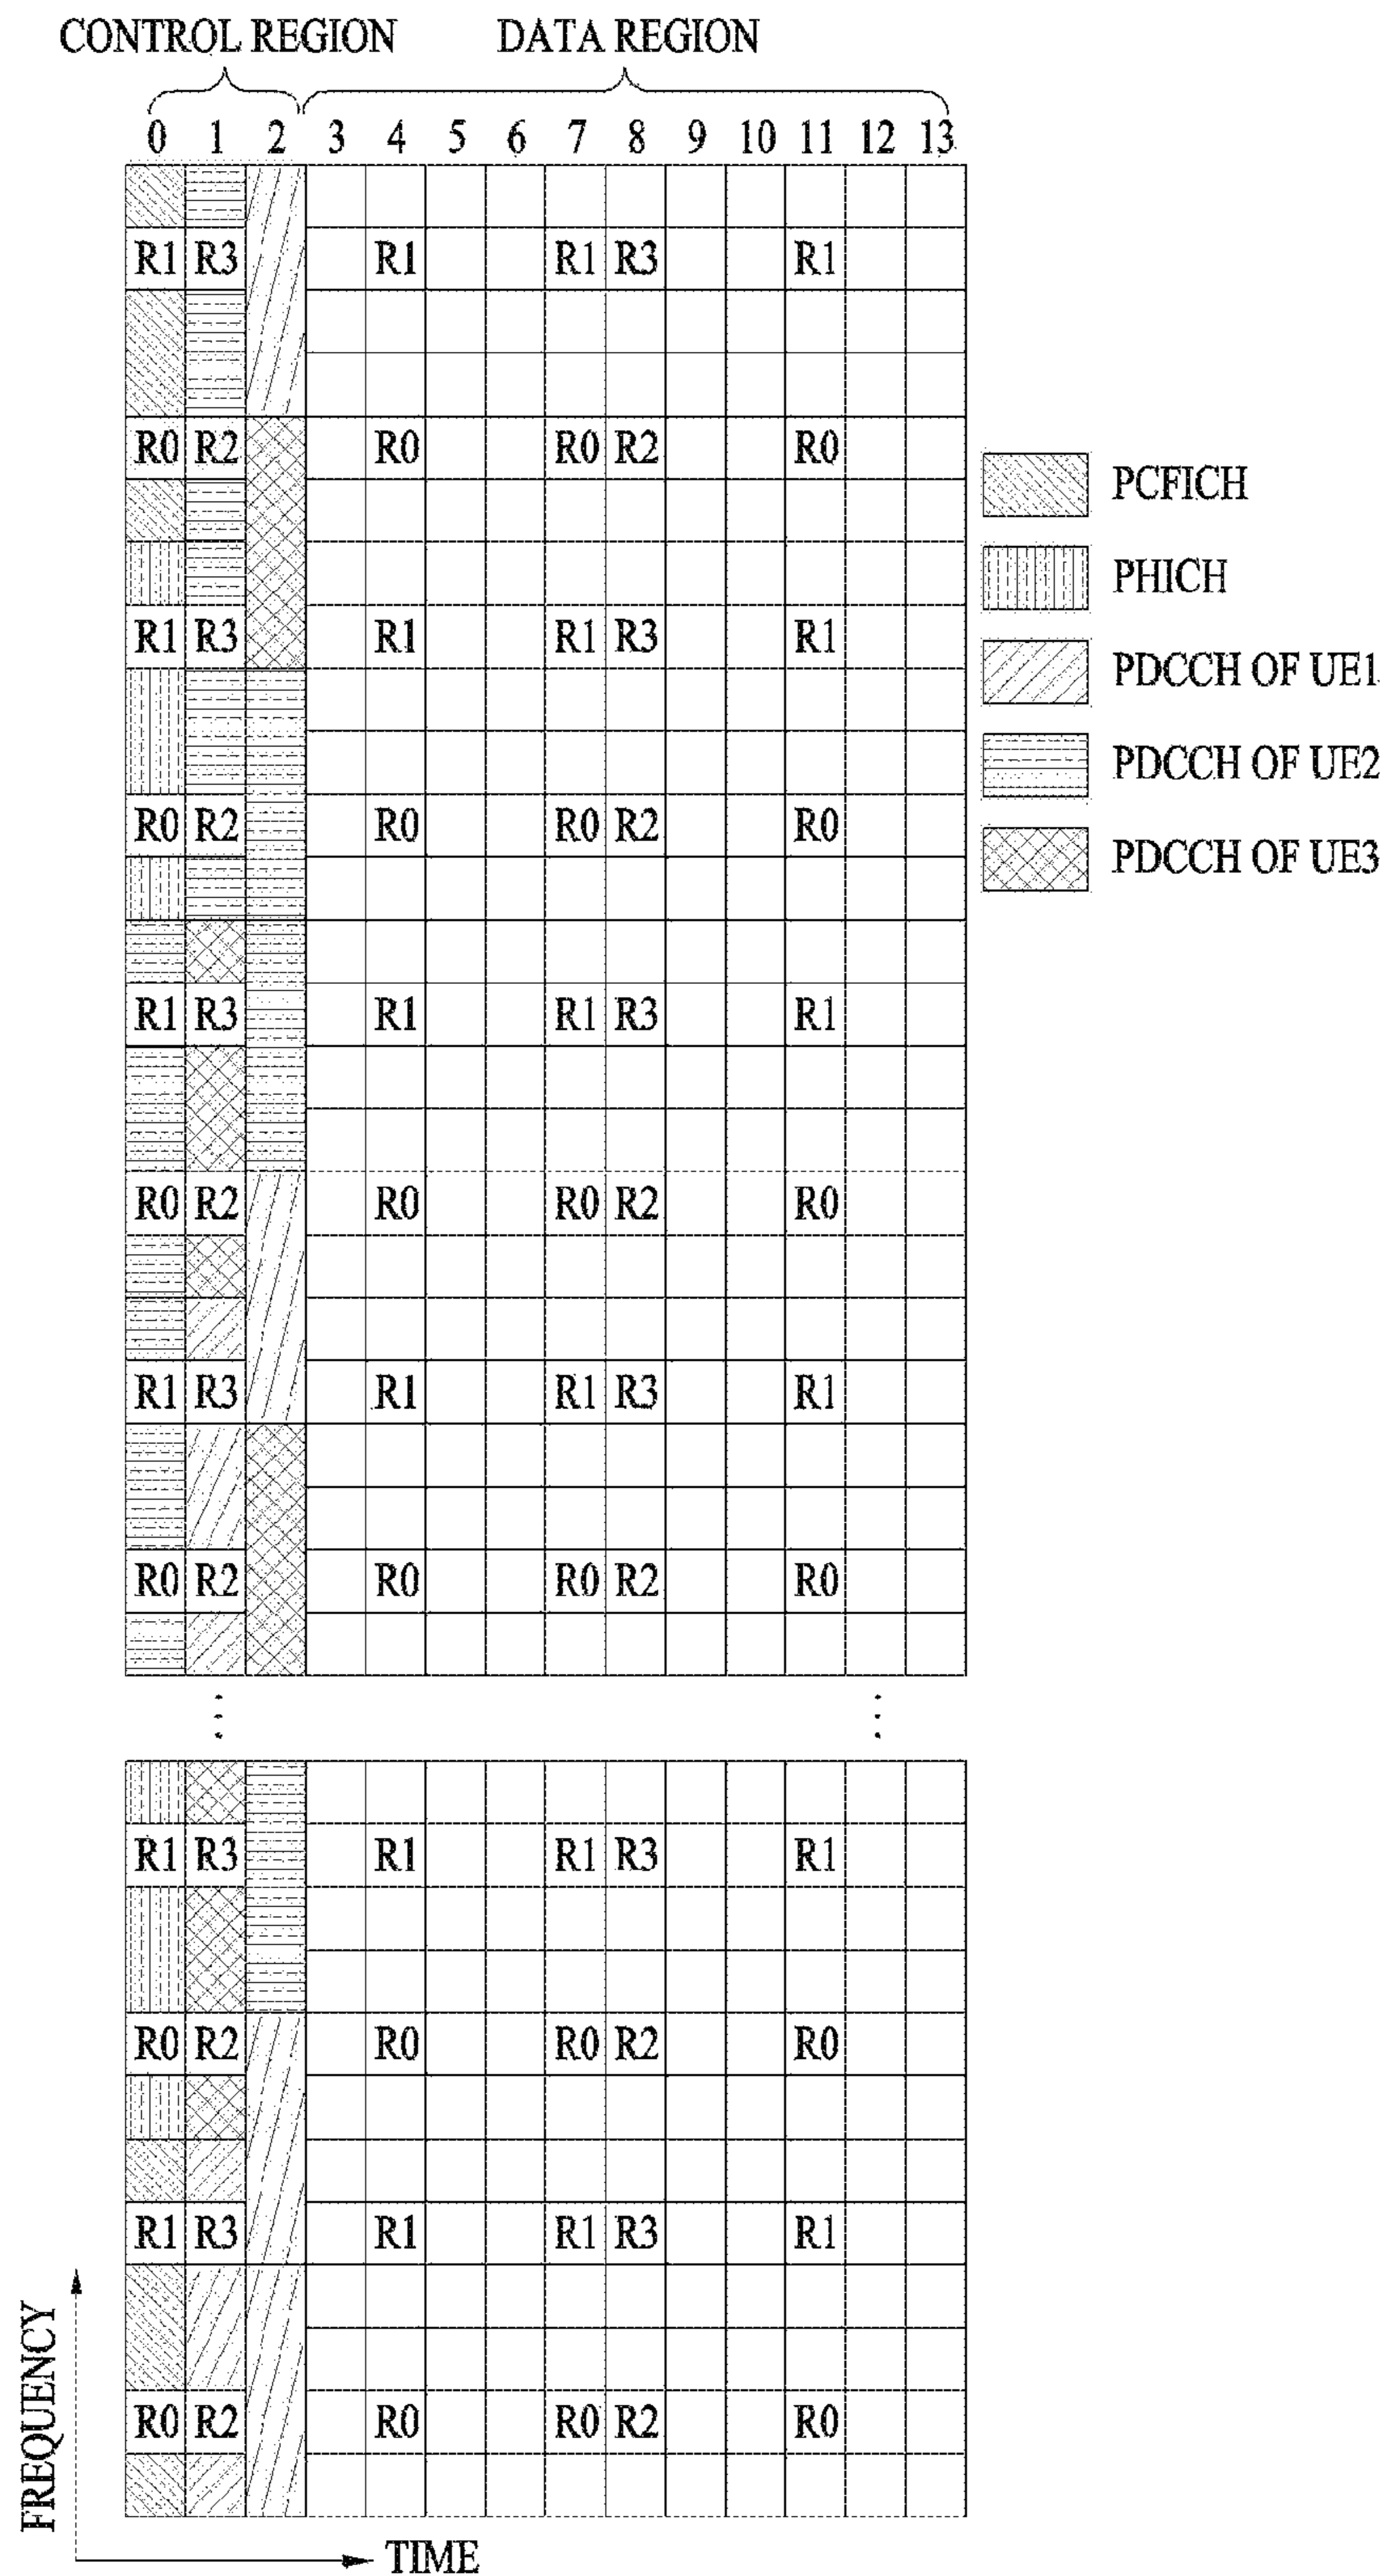 CONTROL REGION DATA REGION
0 1 2 3 4 5 6 7 8 9 10 11 12 13
R1 R3 R1 R1 R3 R1
R0 R2 R0 R0 R2 R0
PCFICH
PHICH
R1 R3 R1 R1 R3 R1
PDCCH OF UE1
PDCCH OF UE2
R0 R2 R0 R0 R2 R0
PDCCH OF UE3
R1 R3 R1 R1 R3 R1
R0 R2 R0 R0 R2 R0
R1 R3 R1 R1 R3 R1
R0 R2 R0 R0 R2 R0
R1 R3 R1 R1 R3 R1
R0 R2 R0 R0 R2 R0
R1 R3 R1 R1 R3 R1
R0 R2 R0 R0 R2 R0
FREQUENCY
TIME